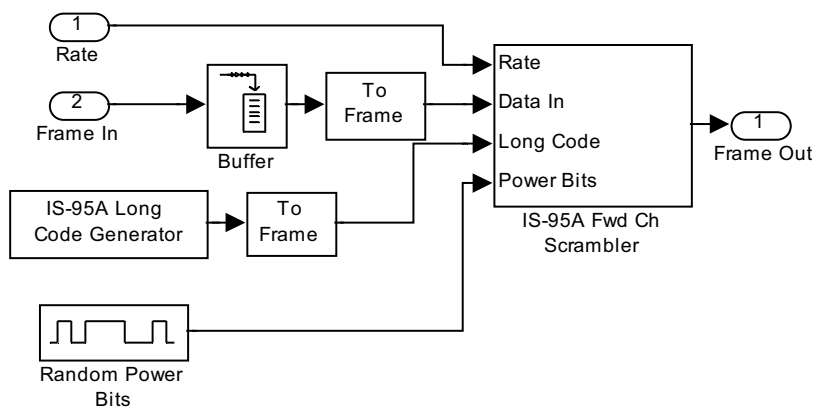 1
Rate
2
Frame In
Buffer
To
Frame
Rate
Data In
Long Code
Power Bits
IS-95A Fwd Ch
Scrambler
1
Frame Out
IS-95A Long
Code Generator
To
Frame
Random Power
Bits